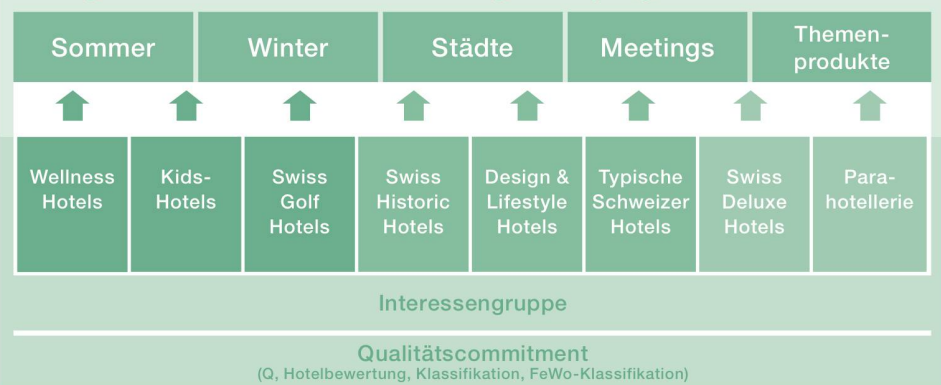 Sommer
Winter
Städte
Meetings
Themen-
produkte
Wellness
Hotels
Kids-
Hotels
Swiss
Golf
Hotels
Swiss
Historic
Hotels
Design &
Lifestyle
Hotels
Typische
Schweizer
Hotels
Swiss
Deluxe
Hotels
Para-
hotellerie
Interessengruppe
Qualitätscommitment
(Q, Hotelbewertung, Klassifikation, FeWo-Klassifikation)